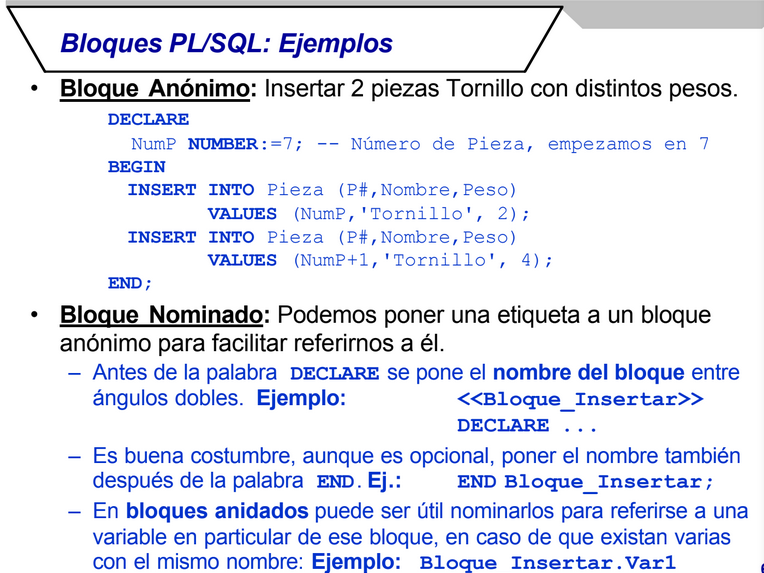 Bloques PL/SQL: Ejemplos
• Bloque Anónimo: Insertar 2 piezas Tornillo con distintos pesos.
DECLARE
NumP NUMBER:=7; -- Número de Pieza, empezamos en 7
BEGIN
INSERT INTO Pieza (P#,Nombre,Peso)
VALUES (NumP,'Tornillo', 2);
INSERT INTO Pieza (P#,Nombre,Peso)
VALUES (NumP+1,'Tornillo', 4);
END;
• Bloque Nominado: Podemos poner una etiqueta a un bloque
anónimo para facilitar referirnos a él.
– Antes de la palabra DECLARE se pone el nombre del bloque entre
ángulos dobles. Ejemplo: <<Bloque_Insertar>>
DECLARE ...
– Es buena costumbre, aunque es opcional, poner el nombre también
después de la palabra END. Ej.: END Bloque_Insertar;
– En bloques anidados puede ser útil nominarlos para referirse a una
variable en particular de ese bloque, en caso de que existan varias
con el mismo nombre: Ejemplo: Bloque_Insertar.Var1